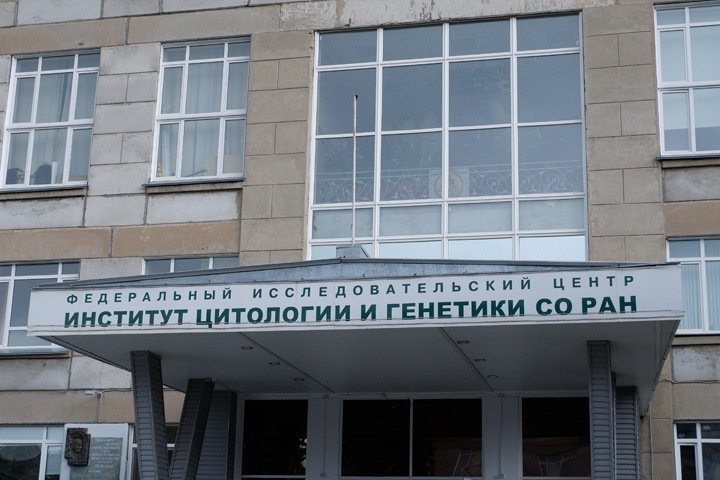 ФЕДЕРАЛЬНЫЙ ИССЛЕДОВАТЕЛЬСКИЙ ЦЕНТР
ИНСТИТУТ ЦИТОЛОГИИ И ГЕНЕТИКИ СО РАН